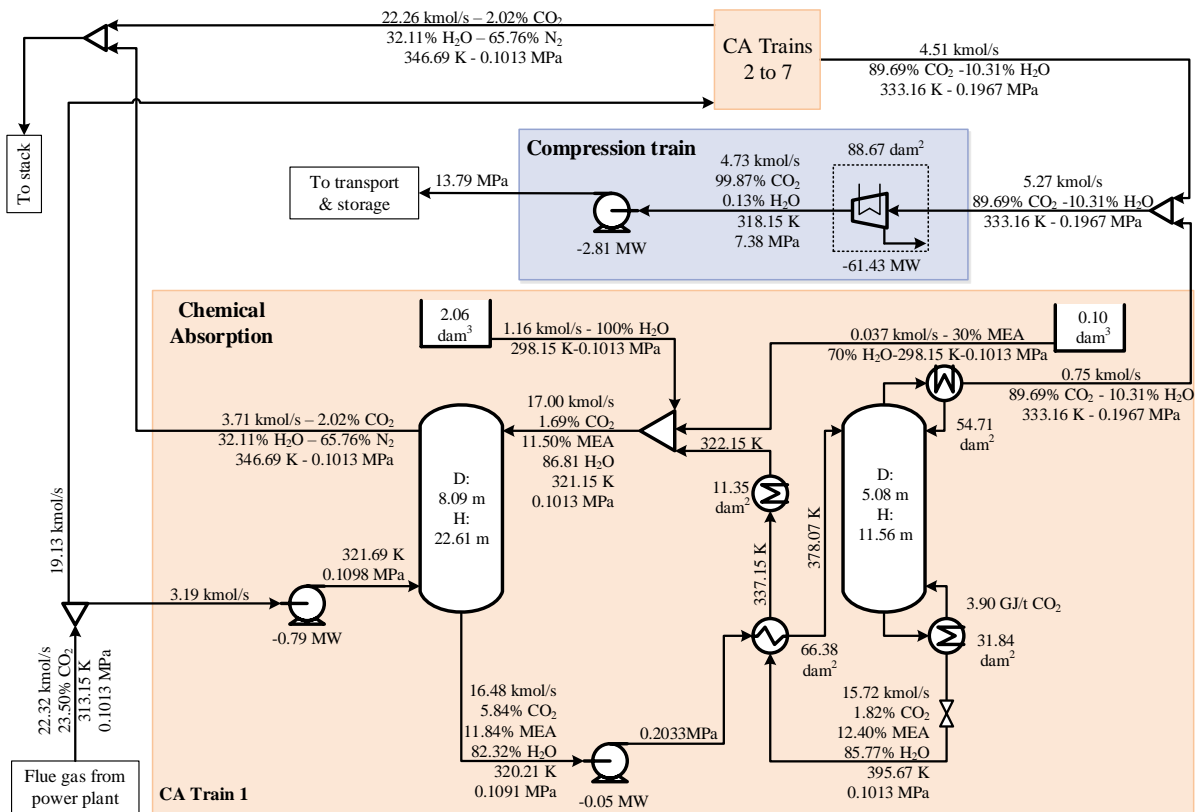 22.26 kmol/s– 2.02% CO₂
32.11% H₂O – 65.76% N₂
346.69 K - 0.1013 MPa
CA Trains
2 to 7
4.51 kmol/s
89.69% CO₂ -10.31% H₂O
333.16 K - 0.1967 MPa
To stack
Compression train
88.67 dam²
To transport
& storage
13.79 MPa
4.73 kmol/s
99.87% CO₂
0.13% H₂O
318.15 K
7.38 MPa
-2.81 MW
-61.43 MW
5.27 kmol/s
89.69% CO₂ -10.31% H₂O
333.16 K - 0.1967 MPa
Chemical
Absorption
2.06
dam³
1.16 kmol/s - 100% H₂O
298.15 K-0.1013 MPa
0.037 kmol/s - 30% MEA
70% H₂O-298.15 K-0.1013 MPa
0.10
dam³
0.75 kmol/s
89.69% CO₂ - 10.31% H₂O
333.16 K - 0.1967 MPa
54.71
dam²
3.71 kmol/s – 2.02% CO₂
32.11% H₂O – 65.76% N₂
346.69 K - 0.1013 MPa
17.00 kmol/s
1.69% CO₂
11.50% MEA
86.81 H₂O
321.15 K
0.1013 MPa
322.15 K
11.35
dam²
D:
8.09 m
H:
22.61 m
D:
5.08 m
H:
11.56 m
337.15 K
378.07 K
19.13 kmol/s
3.19 kmol/s
321.69 K
0.1098 MPa
-0.79 MW
3.90 GJ/t CO₂
31.84
dam²
66.38
dam²
22.32 kmol/s
23.50% CO₂
313.15 K
0.1013 MPa
16.48 kmol/s
5.84% CO₂
11.84% MEA
82.32% H₂O
320.21 K
0.1091 MPa
0.2033MPa
-0.05 MW
15.72 kmol/s
1.82% CO₂
12.40% MEA
85.77% H₂O
395.67 K
0.1013 MPa
Flue gas from
power plant
CA Train 1